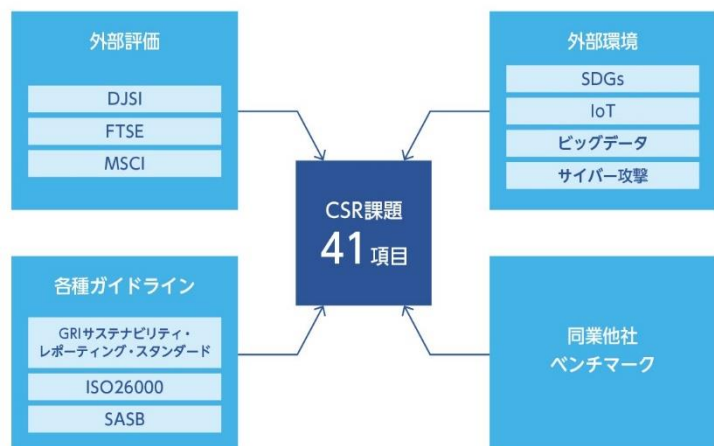 外部評価
DJSI
FTSE
MSCI
外部環境
SDGs
IoT
ビッグデータ
サイバー攻撃
CSR課題
41項目
各種ガイドライン
GRIサステナビリティ・
レポーティング・スタンダード
ISO26000
SASB
同業他社
ベンチマーク